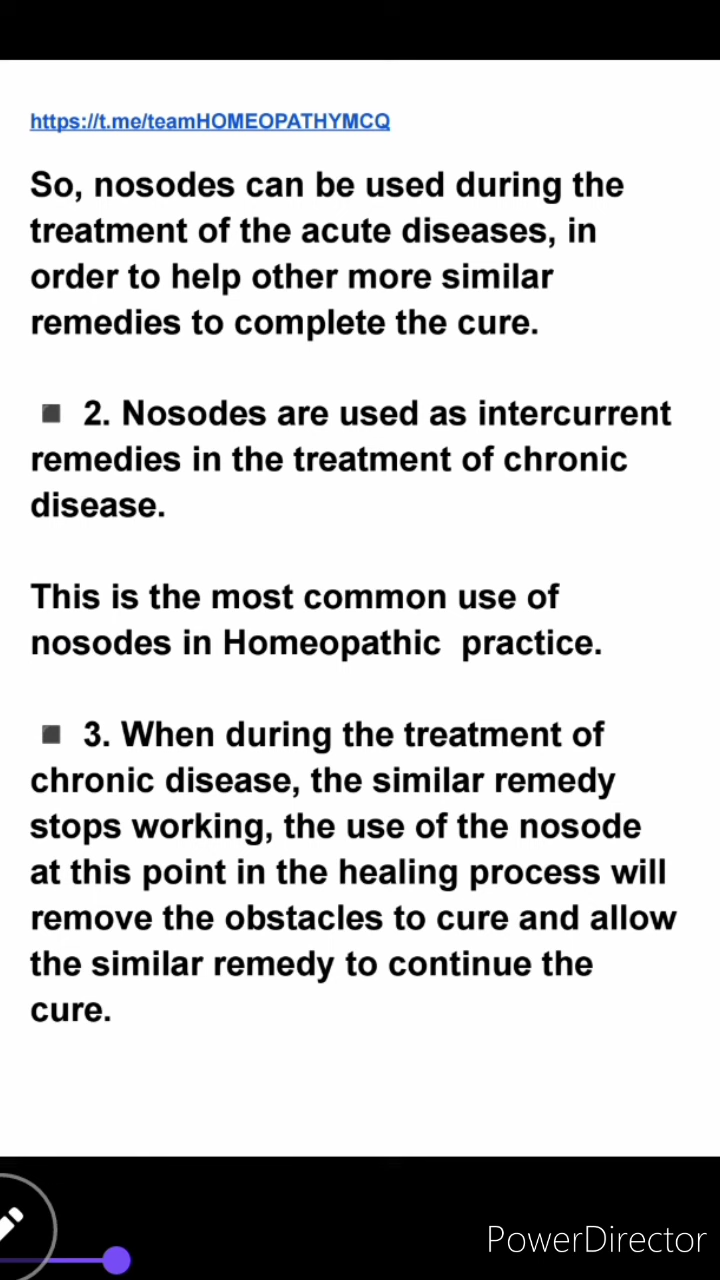 https://t.me/teamHOMEOPATHYMCQ
So, nosodes can be used during the
treatment of the acute diseases, in
order to help other more similar
remedies to complete the cure.
◾ 2. Nosodes are used as intercurrent
remedies in the treatment of chronic
disease.
This is the most common use of
nosodes in Homeopathic  practice.
◾ 3. When during the treatment of
chronic disease, the similar remedy
stops working, the use of the nosode
at this point in the healing process will
remove the obstacles to cure and allow
the similar remedy to continue the
cure.
PowerDirector